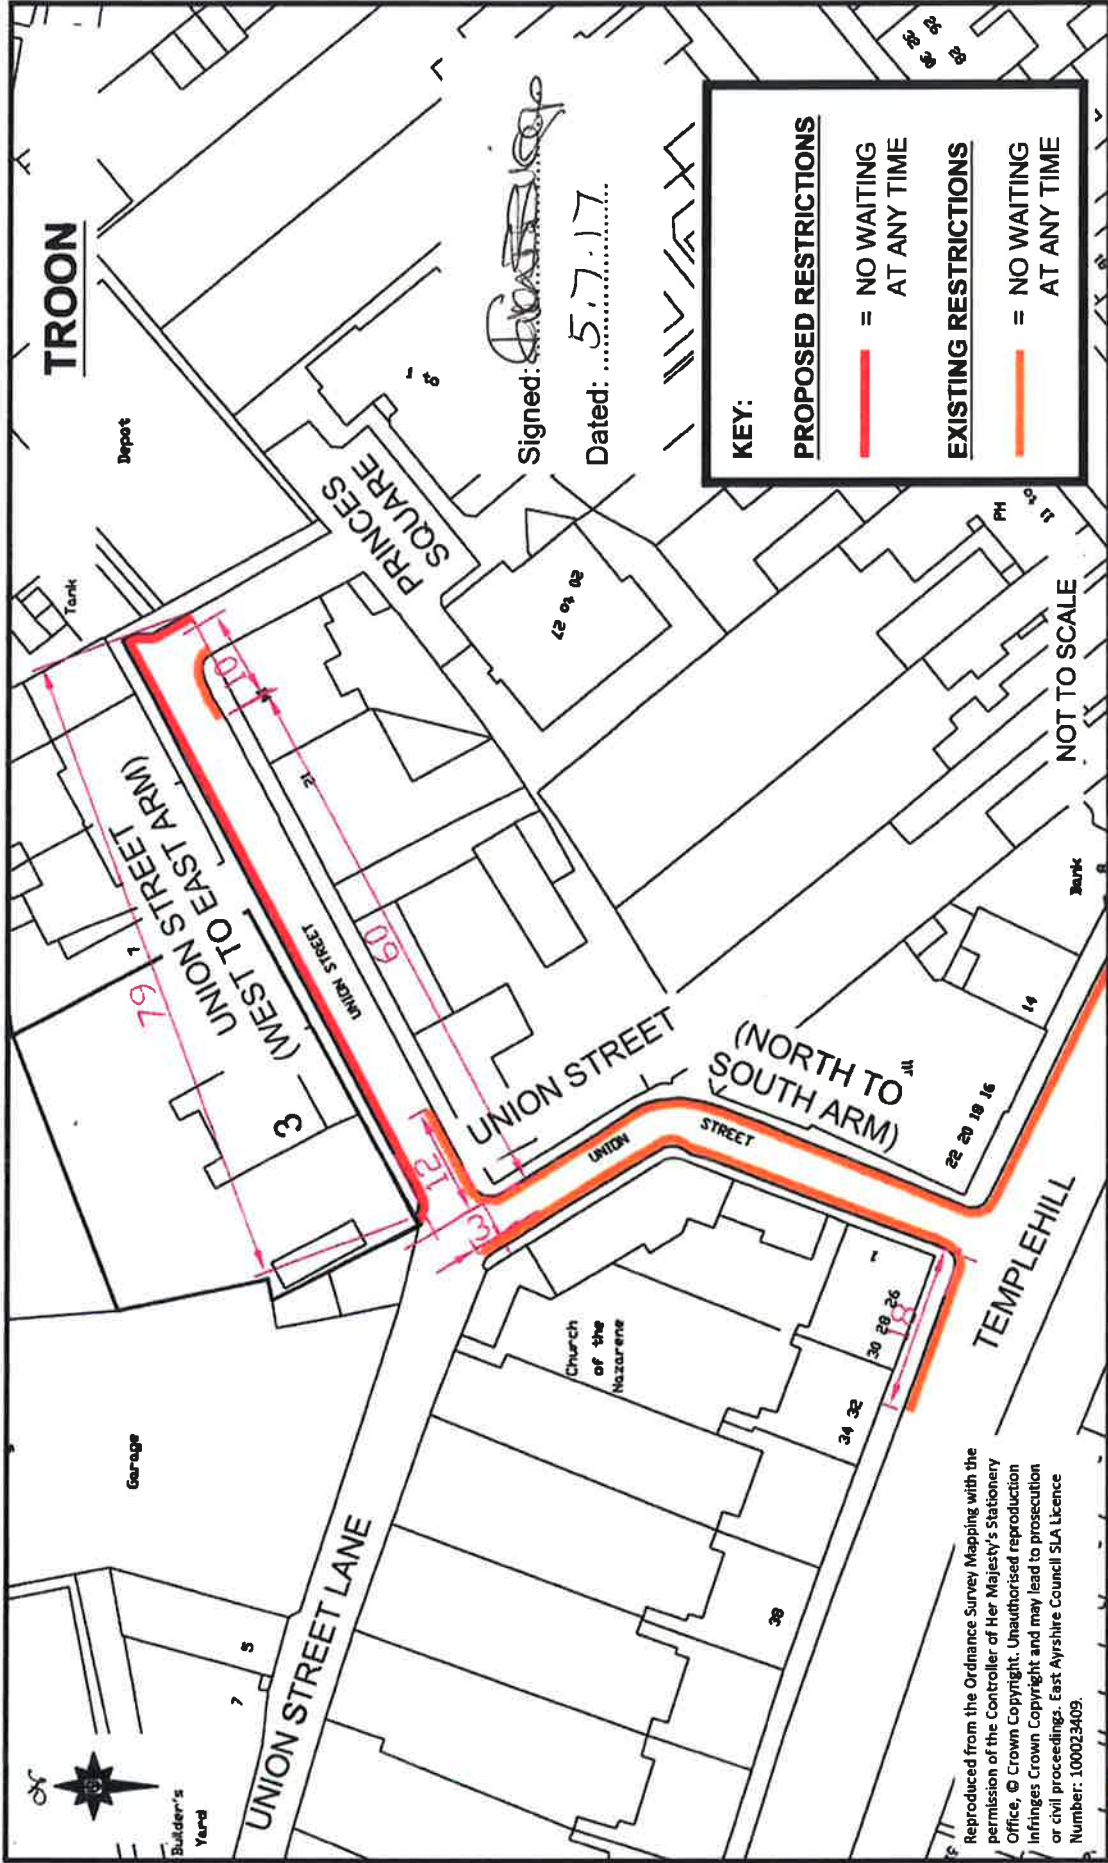 TROON
Depot
Tank
PRINCES
SQUARE
20 to 27
UNION STREET
(WEST TO EAST ARM)
79
10
60
12
3
21
7
3
UNION STREET
UNION STREET
(NORTH TO
SOUTH ARM)
UNION
STREET
UNION STREET LANE
Garage
Builder's
Yard
7
5
Church
of the
Nazarene
1
30 28 26
18
34 32
38
22 20 18 16
14
Bank
PH
11 to
TEMPLEHILL
NOT TO SCALE
Signed:
Dated: 5.7.17
KEY:
PROPOSED RESTRICTIONS
= NO WAITING
AT ANY TIME
EXISTING RESTRICTIONS
= NO WAITING
AT ANY TIME
Reproduced from the Ordnance Survey Mapping with the
permission of the Controller of Her Majesty's Stationery
Office, © Crown Copyright. Unauthorised reproduction
infringes Crown Copyright and may lead to prosecution
or civil proceedings. East Ayrshire Council SLA Licence
Number: 100023409.